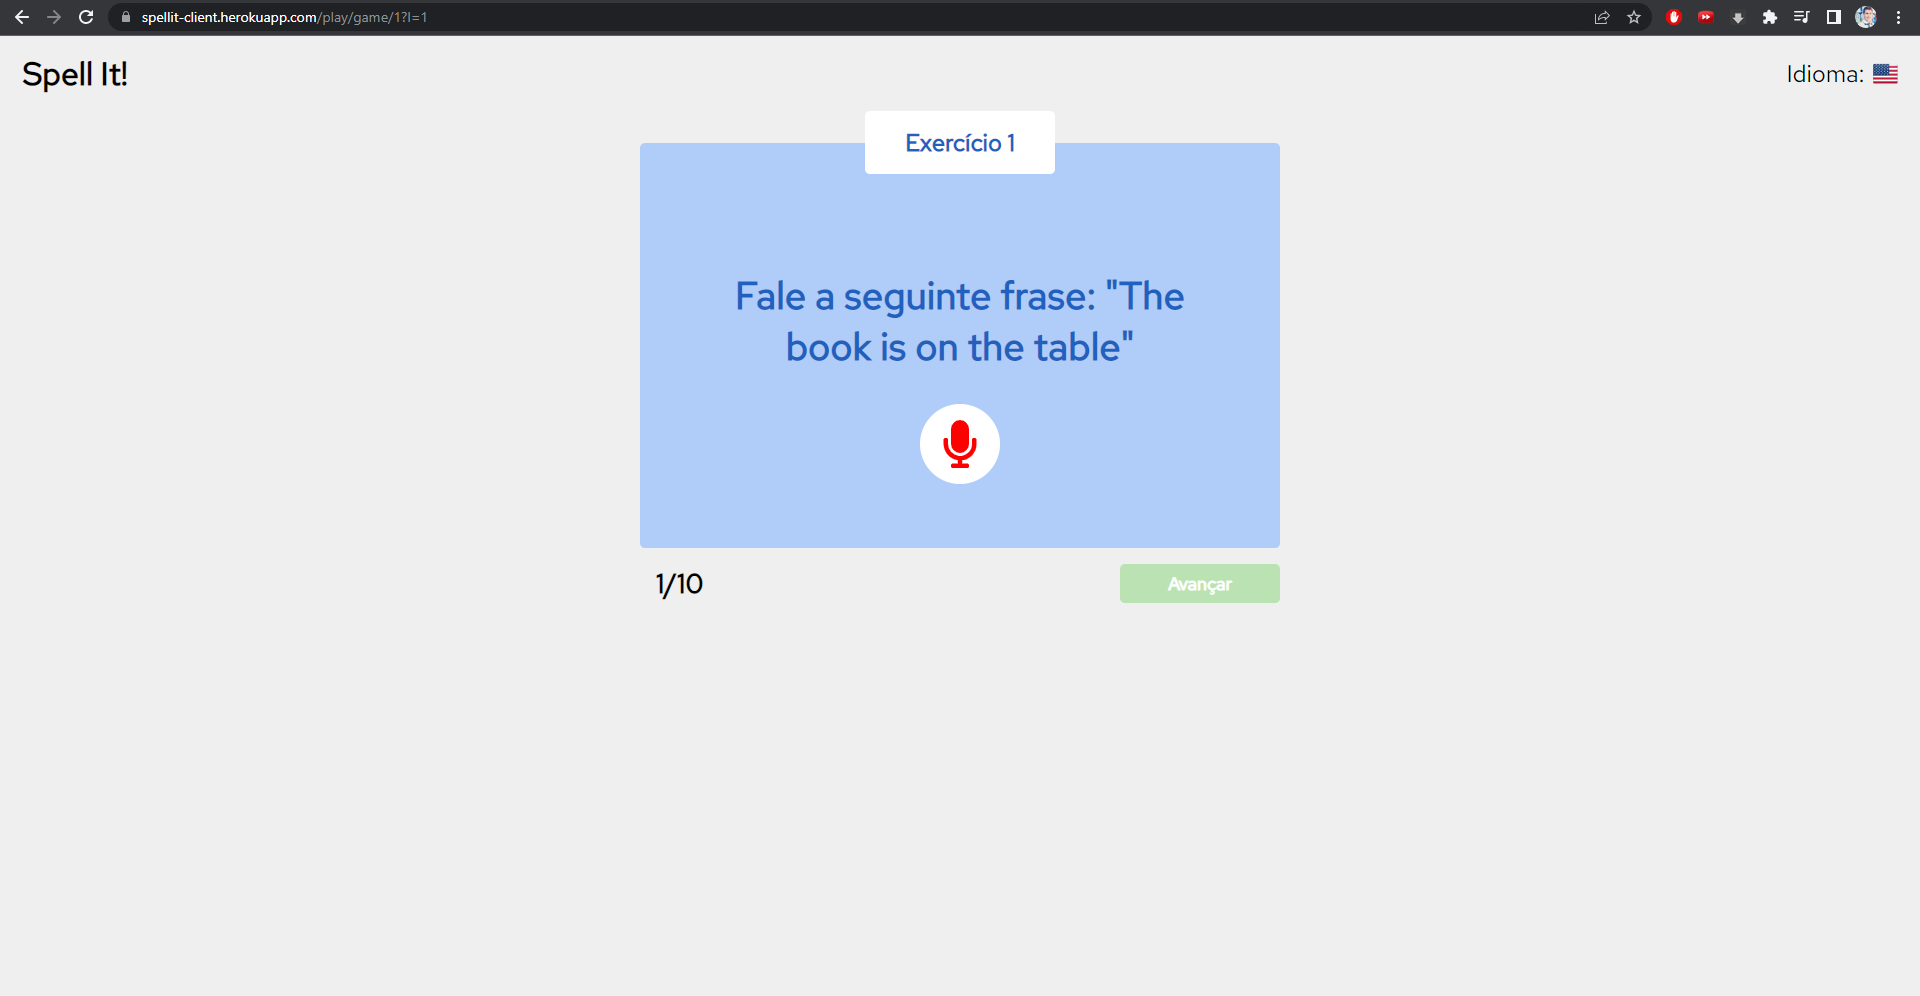 spellit-client.herokuapp.com/play/game/1?l=1
Spell It!
Idioma:
Exercício 1
Fale a seguinte frase: "The
book is on the table"
1/10
Avançar